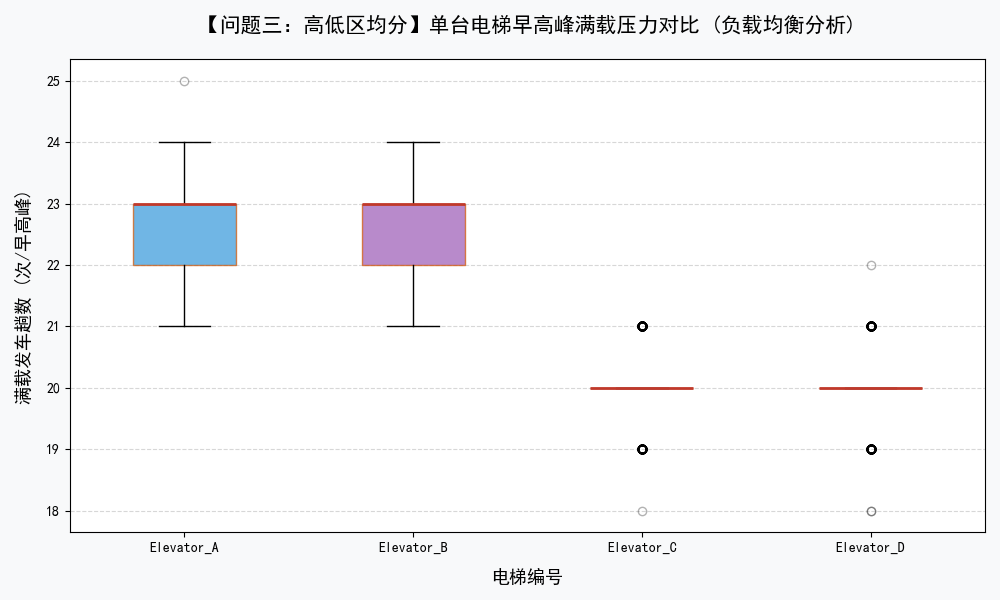 【问题三：高低区均分】单台电梯早高峰满载压力对比 (负载均衡分析)
满载发车趟数 (次/早高峰)
25
24
23
22
21
20
19
18
Elevator_A
Elevator_B
Elevator_C
Elevator_D
电梯编号